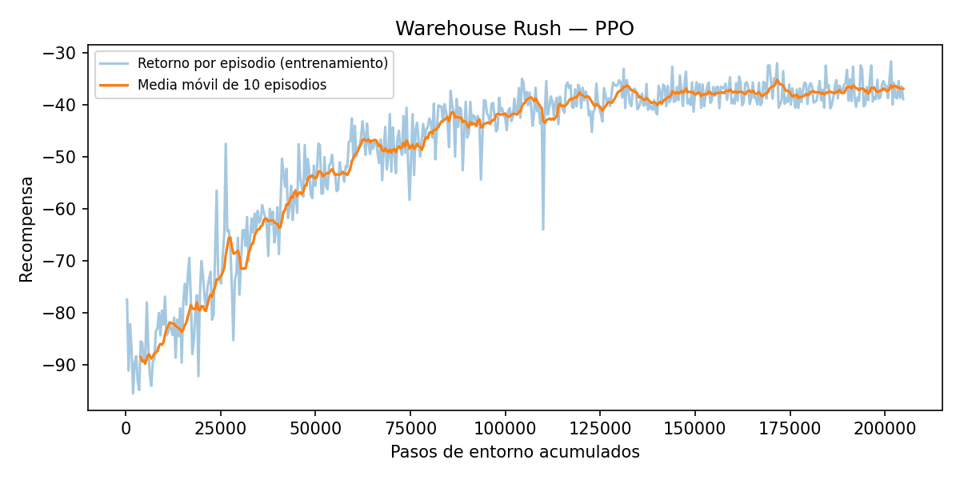 Warehouse Rush — PPO
Retorno por episodio (entrenamiento)
Media móvil de 10 episodios
Recompensa
−30
−40
−50
−60
−70
−80
−90
0 25000 50000 75000 100000 125000 150000 175000 200000
Pasos de entorno acumulados